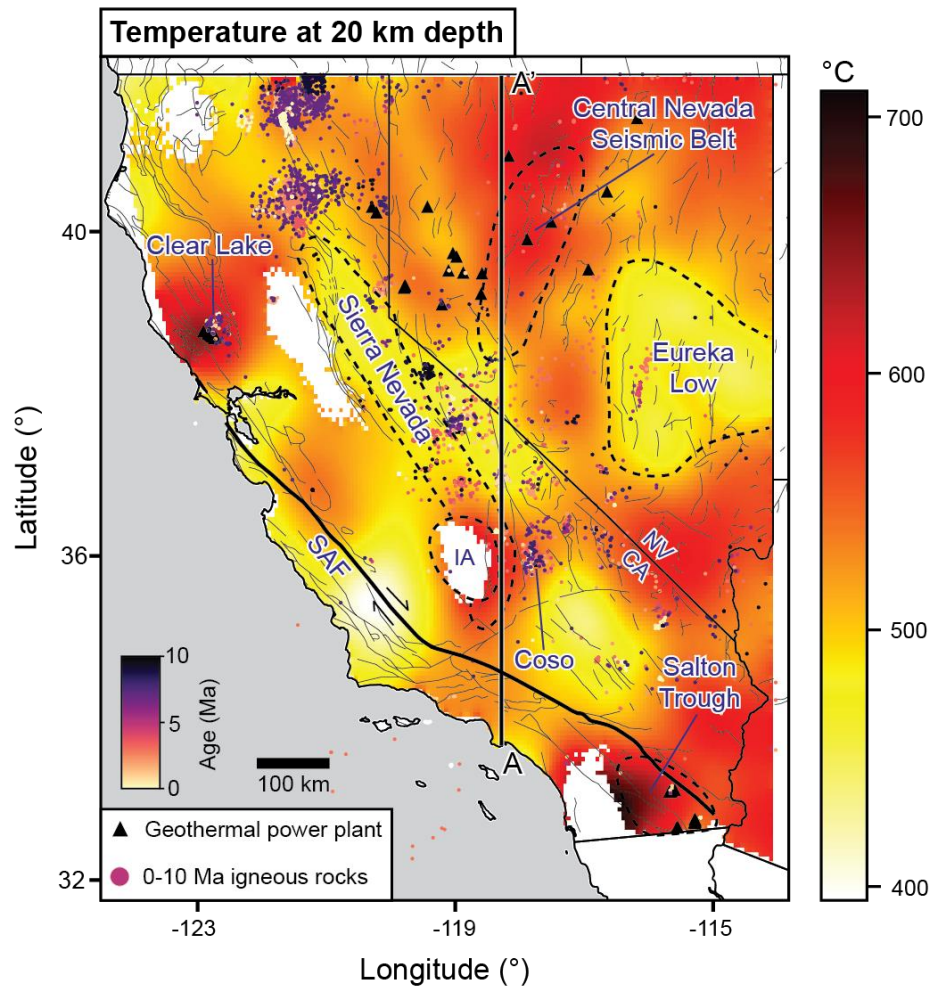 Temperature at 20 km depth
°C
A'
Central Nevada
Seismic Belt
700
40
Clear Lake
Sierra Nevada
Eureka
Low
600
Latitude (°)
SAF
36
IA
NV
CA
500
Coso
Salton
Trough
10
5
0
Age (Ma)
100 km
A
Geothermal power plant
0-10 Ma igneous rocks
32
400
-123
-119
-115
Longitude (°)